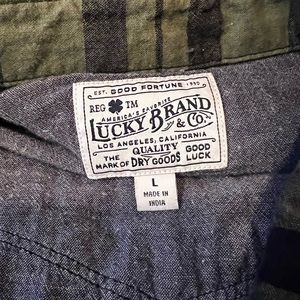 EST. GOOD FORTUNE 1990
REG TM
AMERICA'S FAVORITE
LUCKY BRAND
& CO.
LOS ANGELES, CALIFORNIA
THE QUALITY GOOD
MARK OF DRY GOODS LUCK
L
MADE IN
INDIA